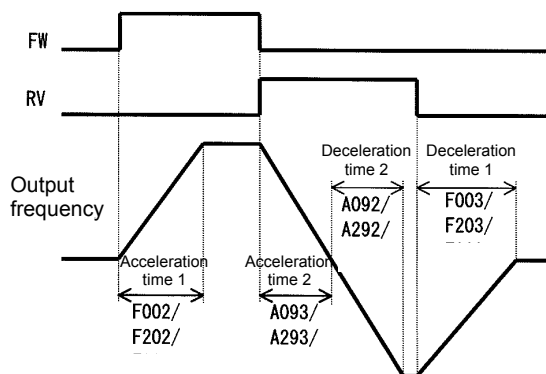 FW
RV
Output
frequency
Deceleration
time 2
A092/
A292/
Deceleration
time 1
F003/
F203/
Acceleration
time 1
F002/
F202/
Acceleration
time 2
A093/
A293/